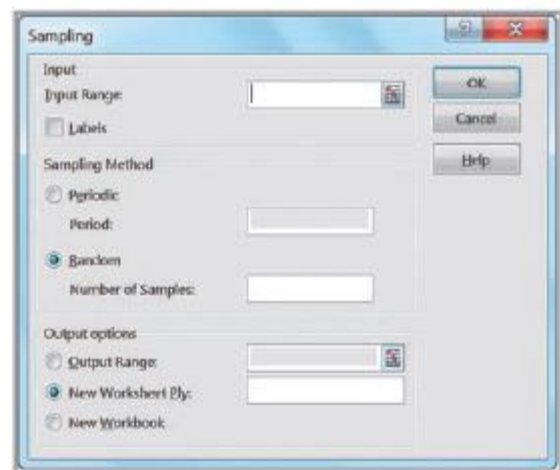 Sampling
Input
Input Range:
OK
Labels
Cancel
Sampling Method
Help
Periodic
Period:
Random
Number of Samples:
Output options
Output Range:
New Worksheet Ply:
New Workbook